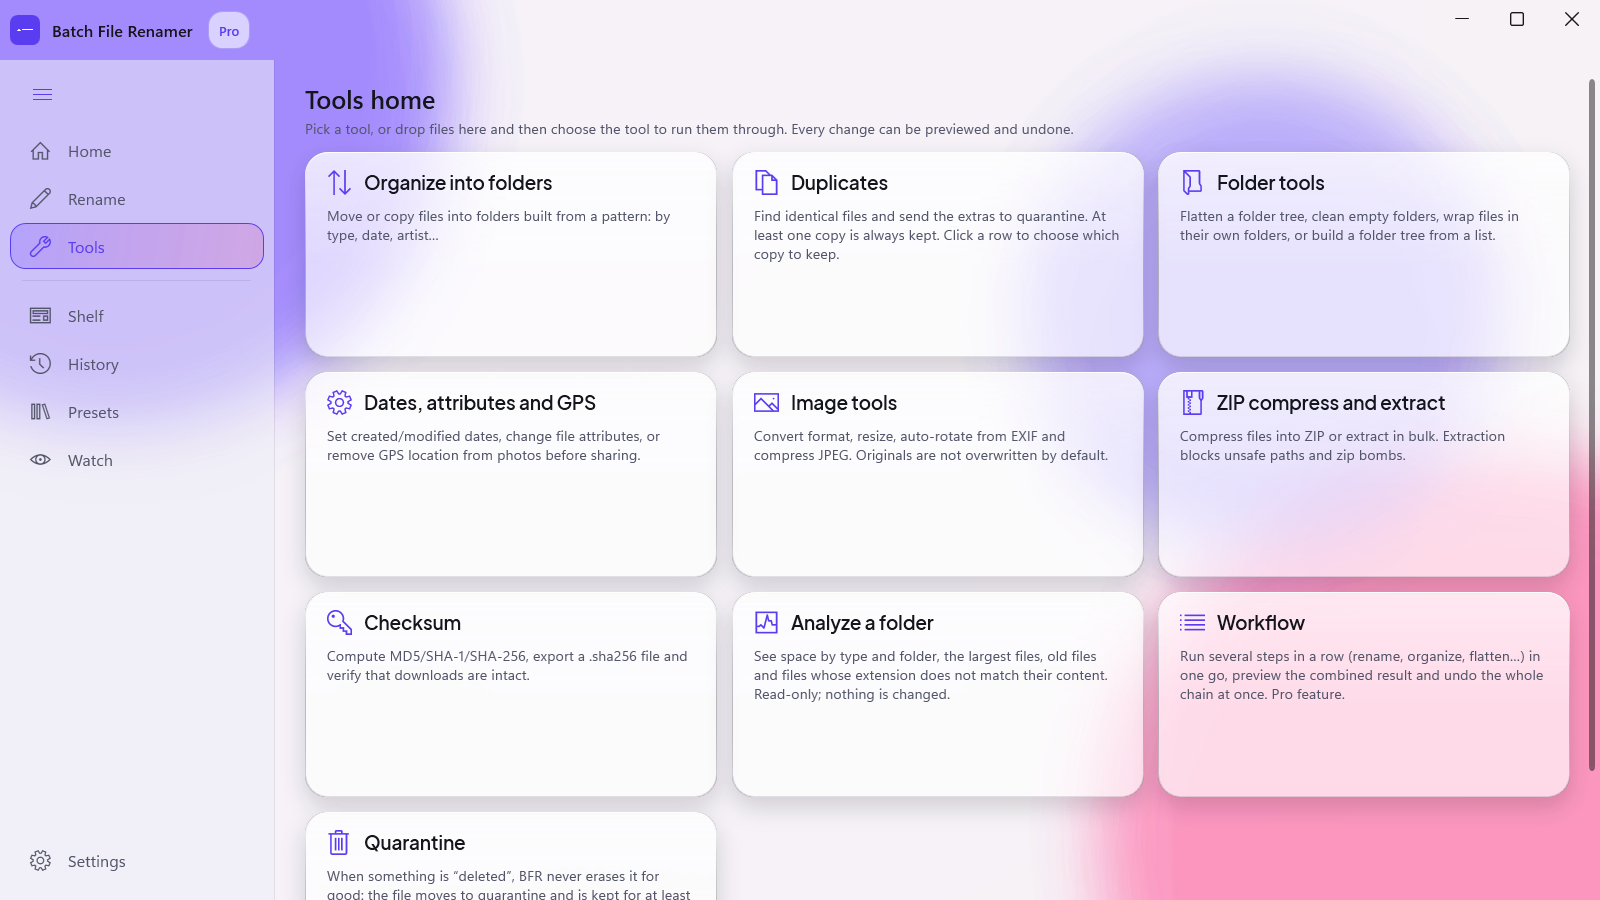 Batch File Renamer
Pro
Home
Rename
Tools
Shelf
History
Presets
Watch
Settings
Tools home
Pick a tool, or drop files here and then choose the tool to run them through. Every change can be previewed and undone.
Organize into folders
Move or copy files into folders built from a pattern: by
type, date, artist...
Duplicates
Find identical files and send the extras to quarantine. At
least one copy is always kept. Click a row to choose which
copy to keep.
Folder tools
Flatten a folder tree, clean empty folders, wrap files in
their own folders, or build a folder tree from a list.
Dates, attributes and GPS
Set created/modified dates, change file attributes, or
remove GPS location from photos before sharing.
Image tools
Convert format, resize, auto-rotate from EXIF and
compress JPEG. Originals are not overwritten by default.
ZIP compress and extract
Compress files into ZIP or extract in bulk. Extraction
blocks unsafe paths and zip bombs.
Checksum
Compute MD5/SHA-1/SHA-256, export a .sha256 file and
verify that downloads are intact.
Analyze a folder
See space by type and folder, the largest files, old files
and files whose extension does not match their content.
Read-only; nothing is changed.
Workflow
Run several steps in a row (rename, organize, flatten...) in
one go, preview the combined result and undo the whole
chain at once. Pro feature.
Quarantine
When something is “deleted”, BFR never erases it for
good: the file moves to quarantine and is kept for at least